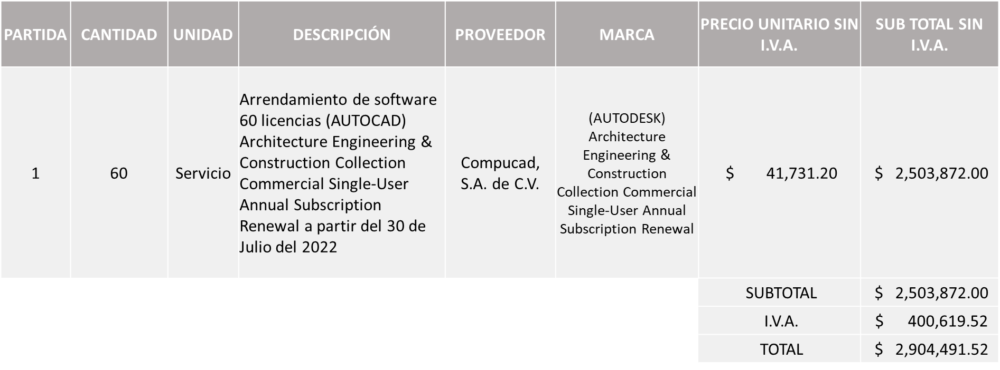 PARTIDA
CANTIDAD
UNIDAD
DESCRIPCIÓN
PROVEEDOR
MARCA
PRECIO UNITARIO SIN
I.V.A.
SUB TOTAL SIN
I.V.A.
1
60
Servicio
Arrendamiento de software
60 licencias (AUTOCAD)
Architecture Engineering &
Construction Collection
Commercial Single-User
Annual Subscription
Renewal a partir del 30 de
Julio del 2022
Compucad,
S.A. de C.V.
(AUTODESK)
Architecture
Engineering &
Construction
Collection Commercial
Single-User Annual
Subscription Renewal
$ 41,731.20
$ 2,503,872.00
SUBTOTAL
$ 2,503,872.00
I.V.A.
$ 400,619.52
TOTAL
$ 2,904,491.52